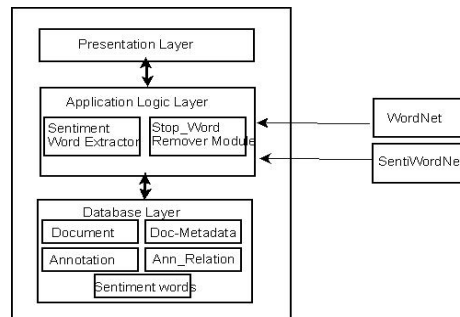 Presentation Layer
Application Logic Layer
Sentiment
Word Extractor
Stop_Word
Remover Module
WordNet
SentiWordNet
Database Layer
Document
Doc-Metadata
Annotation
Ann_Relation
Sentiment words